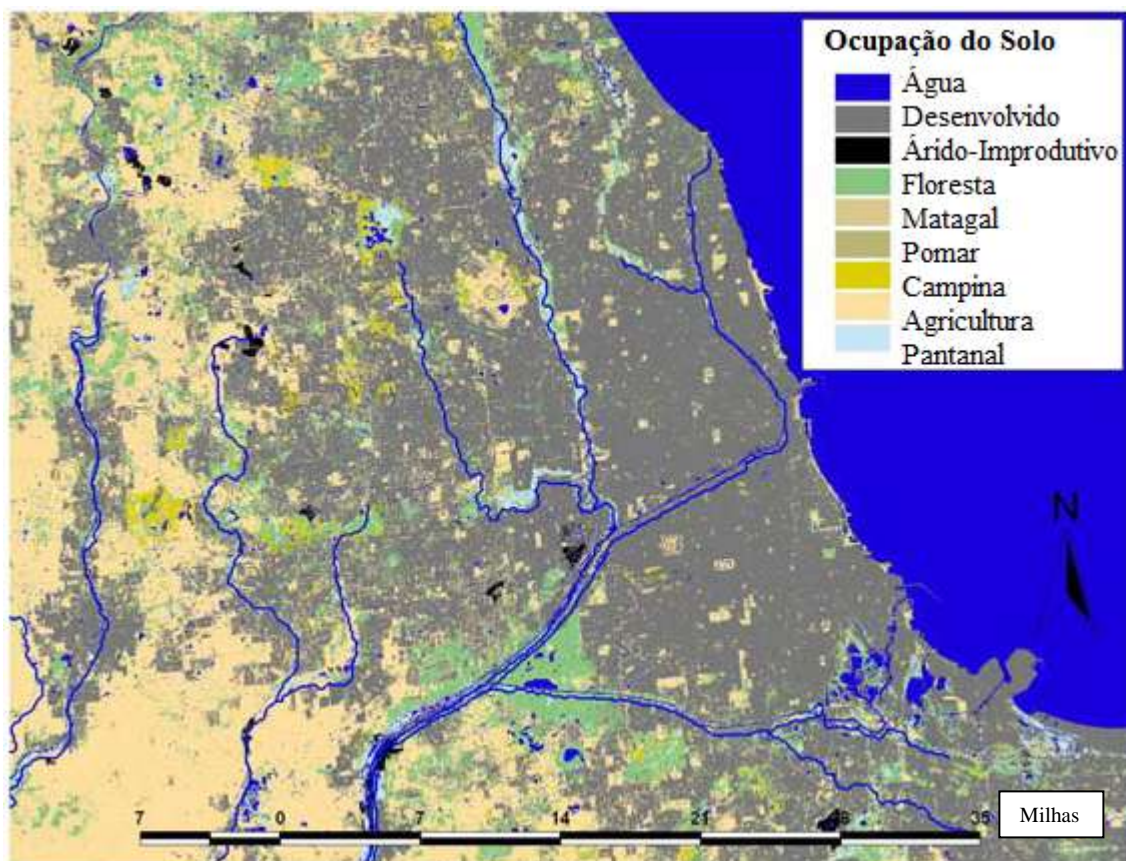 Ocupação do Solo
Água
Desenvolvido
Árido-Improdutivo
Floresta
Matagal
Pomar
Campina
Agricultura
Pantanal
N
7 0 7 14 21 28 35 Milhas